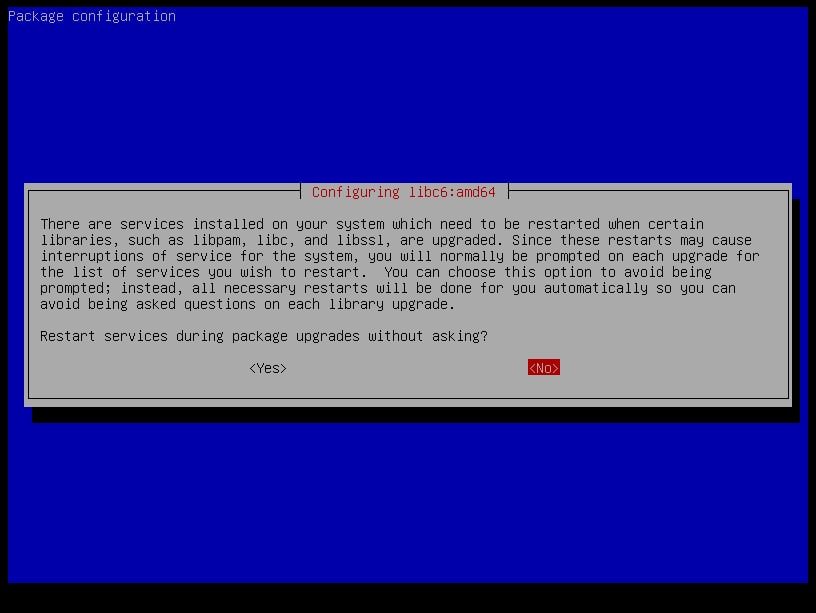 Package configuration
Configuring libc6:amd64
There are services installed on your system which need to be restarted when certain
libraries, such as libpam, libc, and libssl, are upgraded. Since these restarts may cause
interruptions of service for the system, you will normally be prompted on each upgrade for
the list of services you wish to restart.  You can choose this option to avoid being
prompted; instead, all necessary restarts will be done for you automatically so you can
avoid being asked questions on each library upgrade.
Restart services during package upgrades without asking?
<Yes> <No>